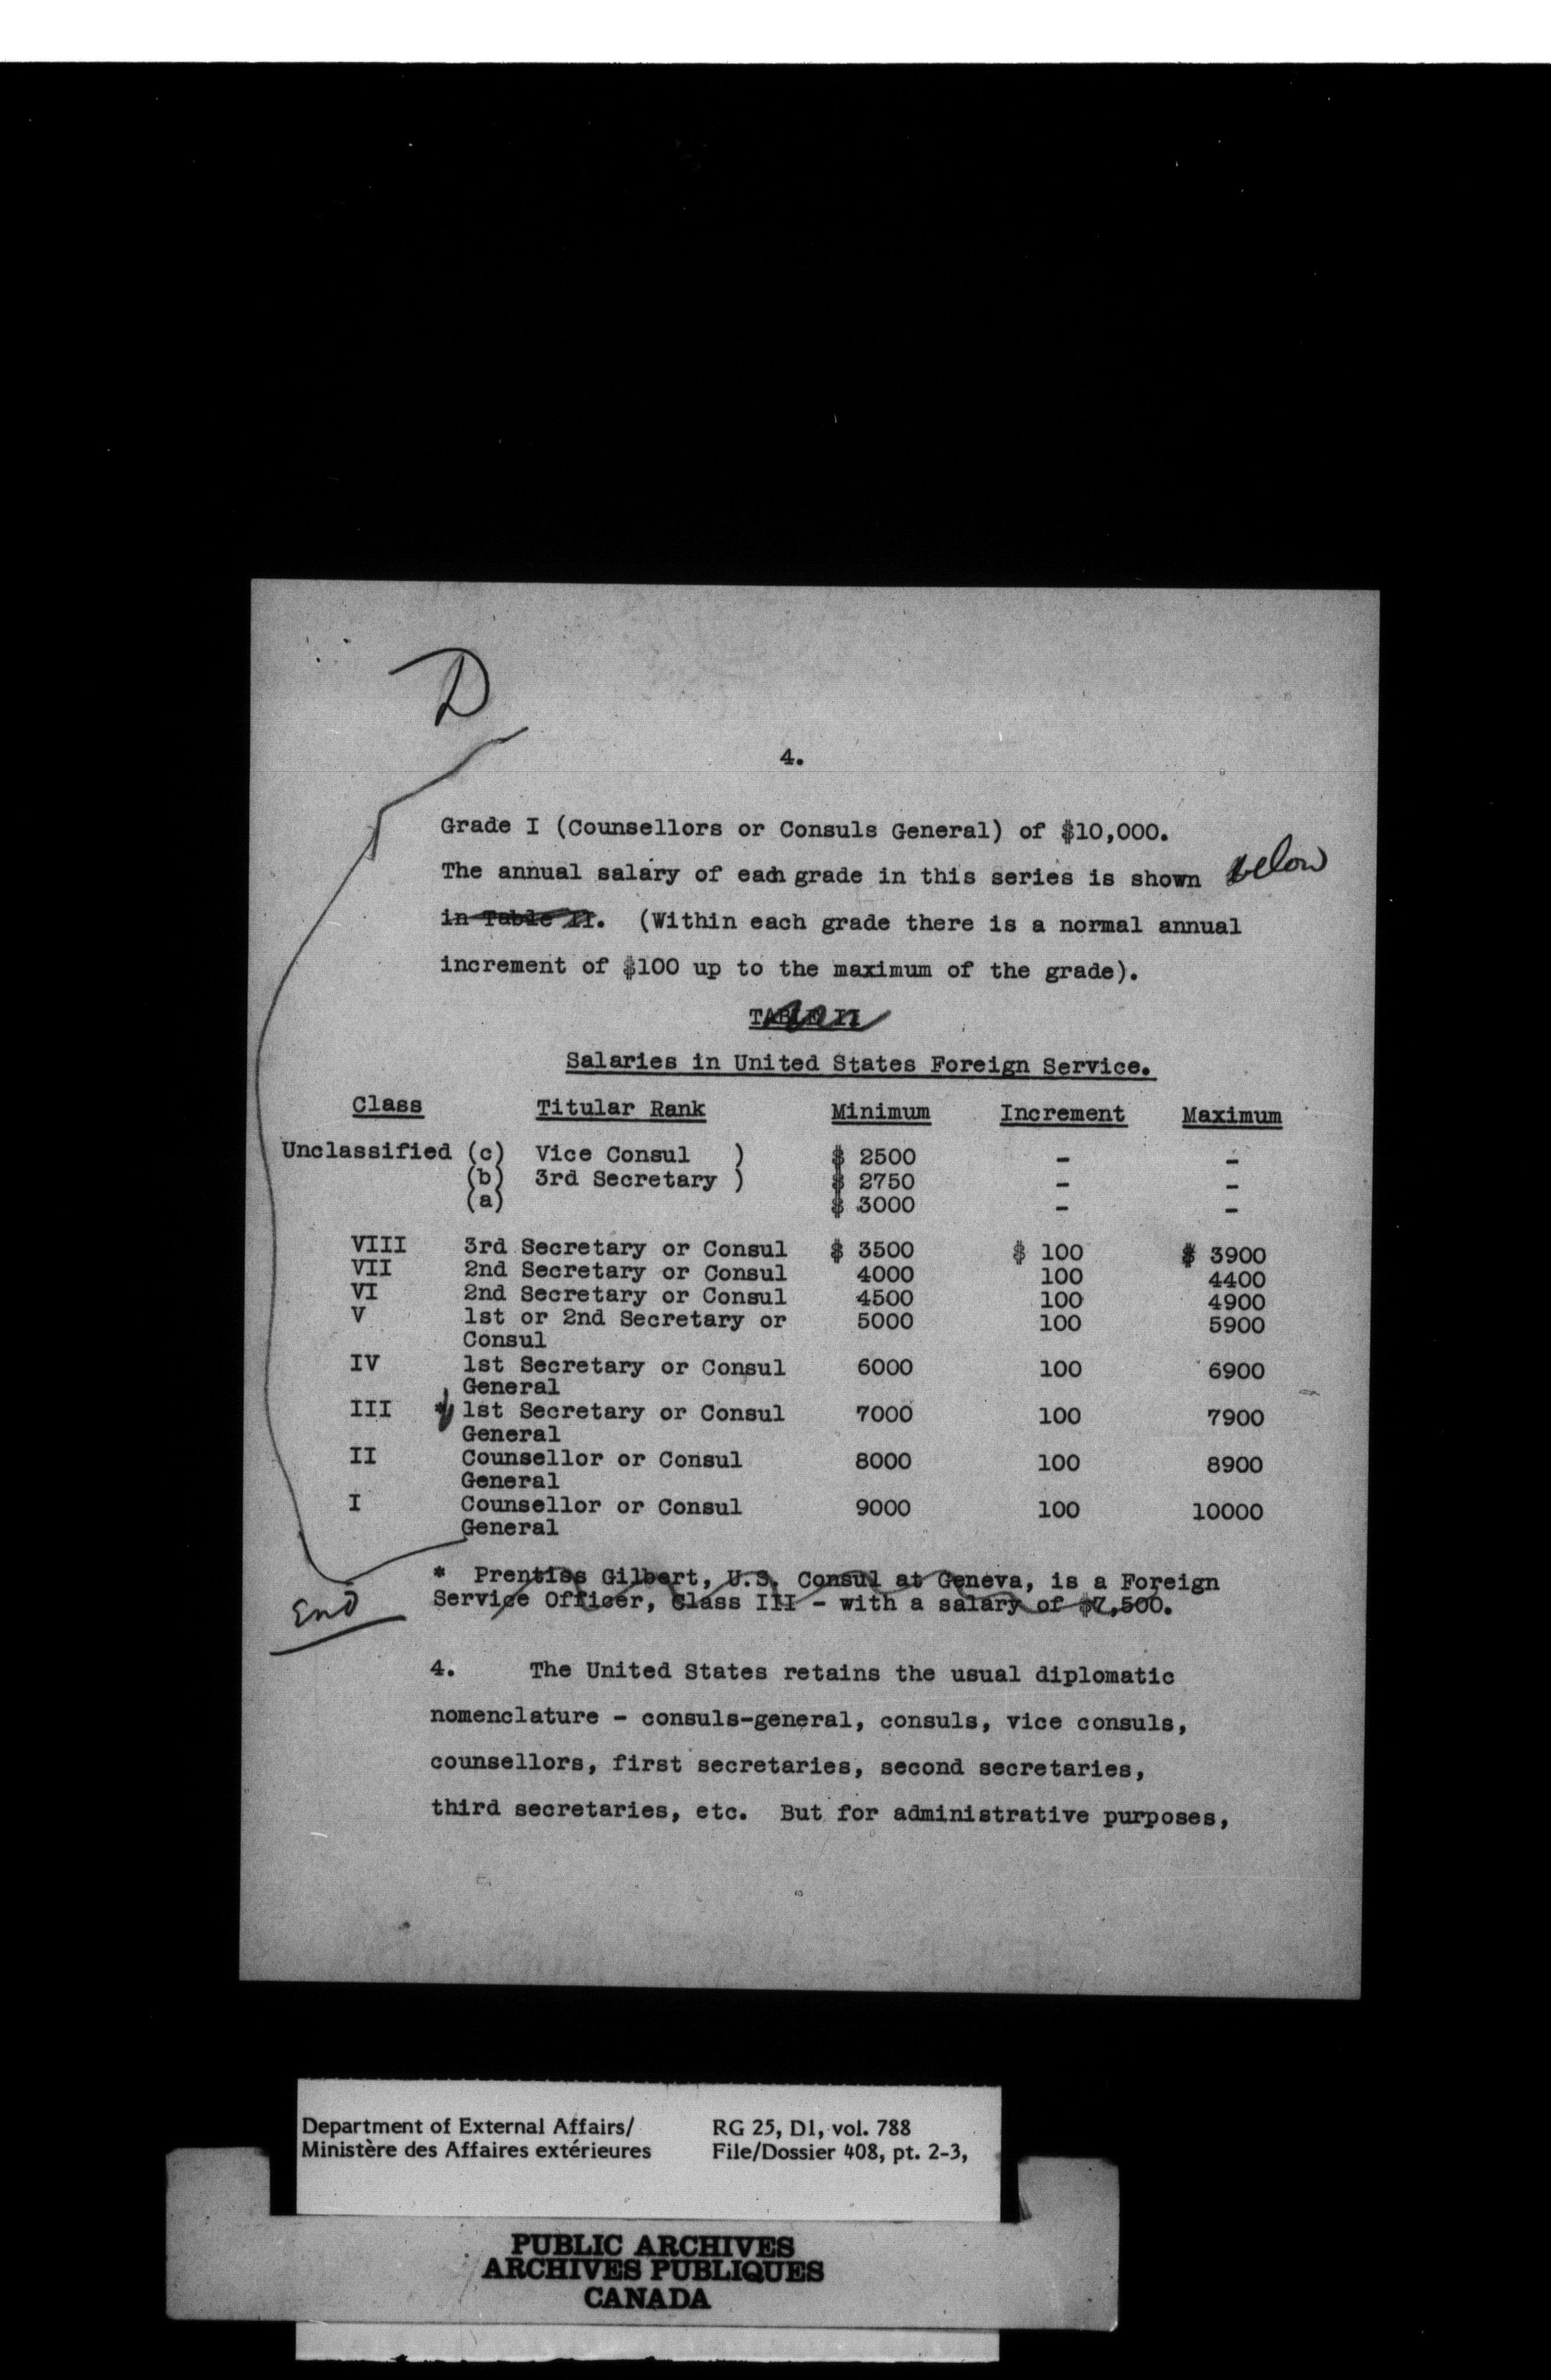 D
4.
Grade I (Counsellors or Consuls General) of $10,000.
The annual salary of each grade in this series is shown below
in Table II. (Within each grade there is a normal annual
increment of $100 up to the maximum of the grade).
TABLE II
Salaries in United States Foreign Service.
Class Titular Rank Minimum Increment Maximum
Unclassified (c) Vice Consul ) $ 2500 - -
(b) 3rd Secretary ) $ 2750 - -
(a) $ 3000 - -
VIII 3rd Secretary or Consul $ 3500 $ 100 $ 3900
VII 2nd Secretary or Consul 4000 100 4400
VI 2nd Secretary or Consul 4500 100 4900
V 1st or 2nd Secretary or 5000 100 5900
Consul
IV 1st Secretary or Consul 6000 100 6900
General
III * 1st Secretary or Consul 7000 100 7900
General
II Counsellor or Consul 8000 100 8900
General
I Counsellor or Consul 9000 100 10000
General
* Prentiss Gilbert, U.S. Consul at Geneva, is a Foreign
Service Officer, Class III - with a salary of $7,500.
End
4. The United States retains the usual diplomatic
nomenclature - consuls-general, consuls, vice consuls,
counsellors, first secretaries, second secretaries,
third secretaries, etc. But for administrative purposes,
Department of External Affairs/ RG 25, D1, vol. 788
Ministère des Affaires extérieures File/Dossier 408, pt. 2-3,
PUBLIC ARCHIVES
ARCHIVES PUBLIQUES
CANADA